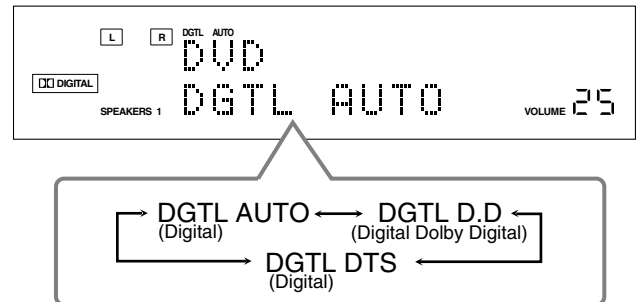 L R DGTL AUTO
DVD
DIGITAL
SPEAKERS 1 DGTL AUTO VOLUME 25
DGTL AUTO DGTL D.D
(Digital) (Digital Dolby Digital)
DGTL DTS
(Digital)